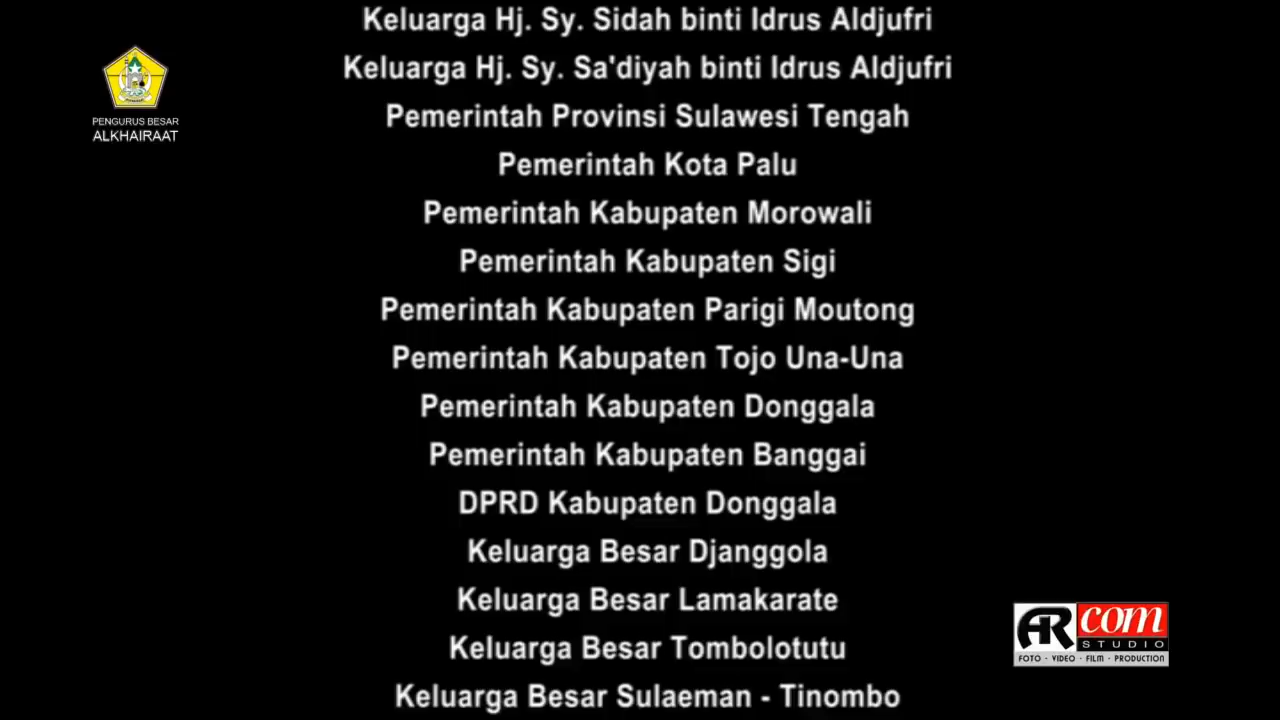 Keluarga Hj. Sy. Sidah binti Idrus Aldjufri
Keluarga Hj. Sy. Sa'diyah binti Idrus Aldjufri
PENGURUS BESAR
ALKHAIRAAT
Pemerintah Provinsi Sulawesi Tengah
Pemerintah Kota Palu
Pemerintah Kabupaten Morowali
Pemerintah Kabupaten Sigi
Pemerintah Kabupaten Parigi Moutong
Pemerintah Kabupaten Tojo Una-Una
Pemerintah Kabupaten Donggala
Pemerintah Kabupaten Banggai
DPRD Kabupaten Donggala
Keluarga Besar Djanggola
Keluarga Besar Lamakarate
Keluarga Besar Tombolotutu
Keluarga Besar Sulaeman - Tinombo
AR com
STUDIO
FOTO - VIDEO - FILM - PRODUCTION